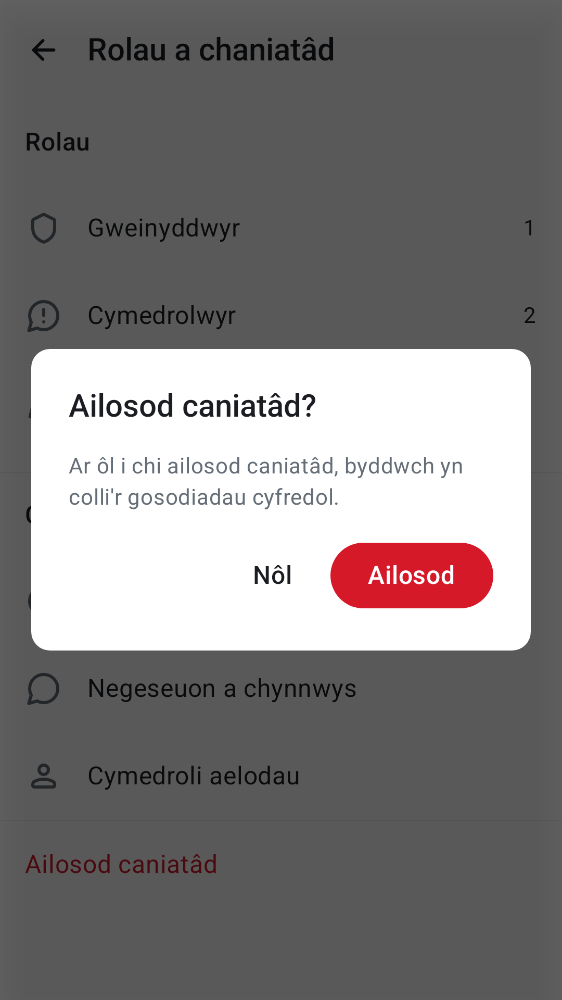 Rolau a chaniatâd
Rolau
Gweinyddwyr 1
Cymedrolwyr 2
Ailosod caniatâd?
Ar ôl i chi ailosod caniatâd, byddwch yn
colli'r gosodiadau cyfredol.
Nôl Ailosod
Negeseuon a chynnwys
Cymedroli aelodau
Ailosod caniatâd